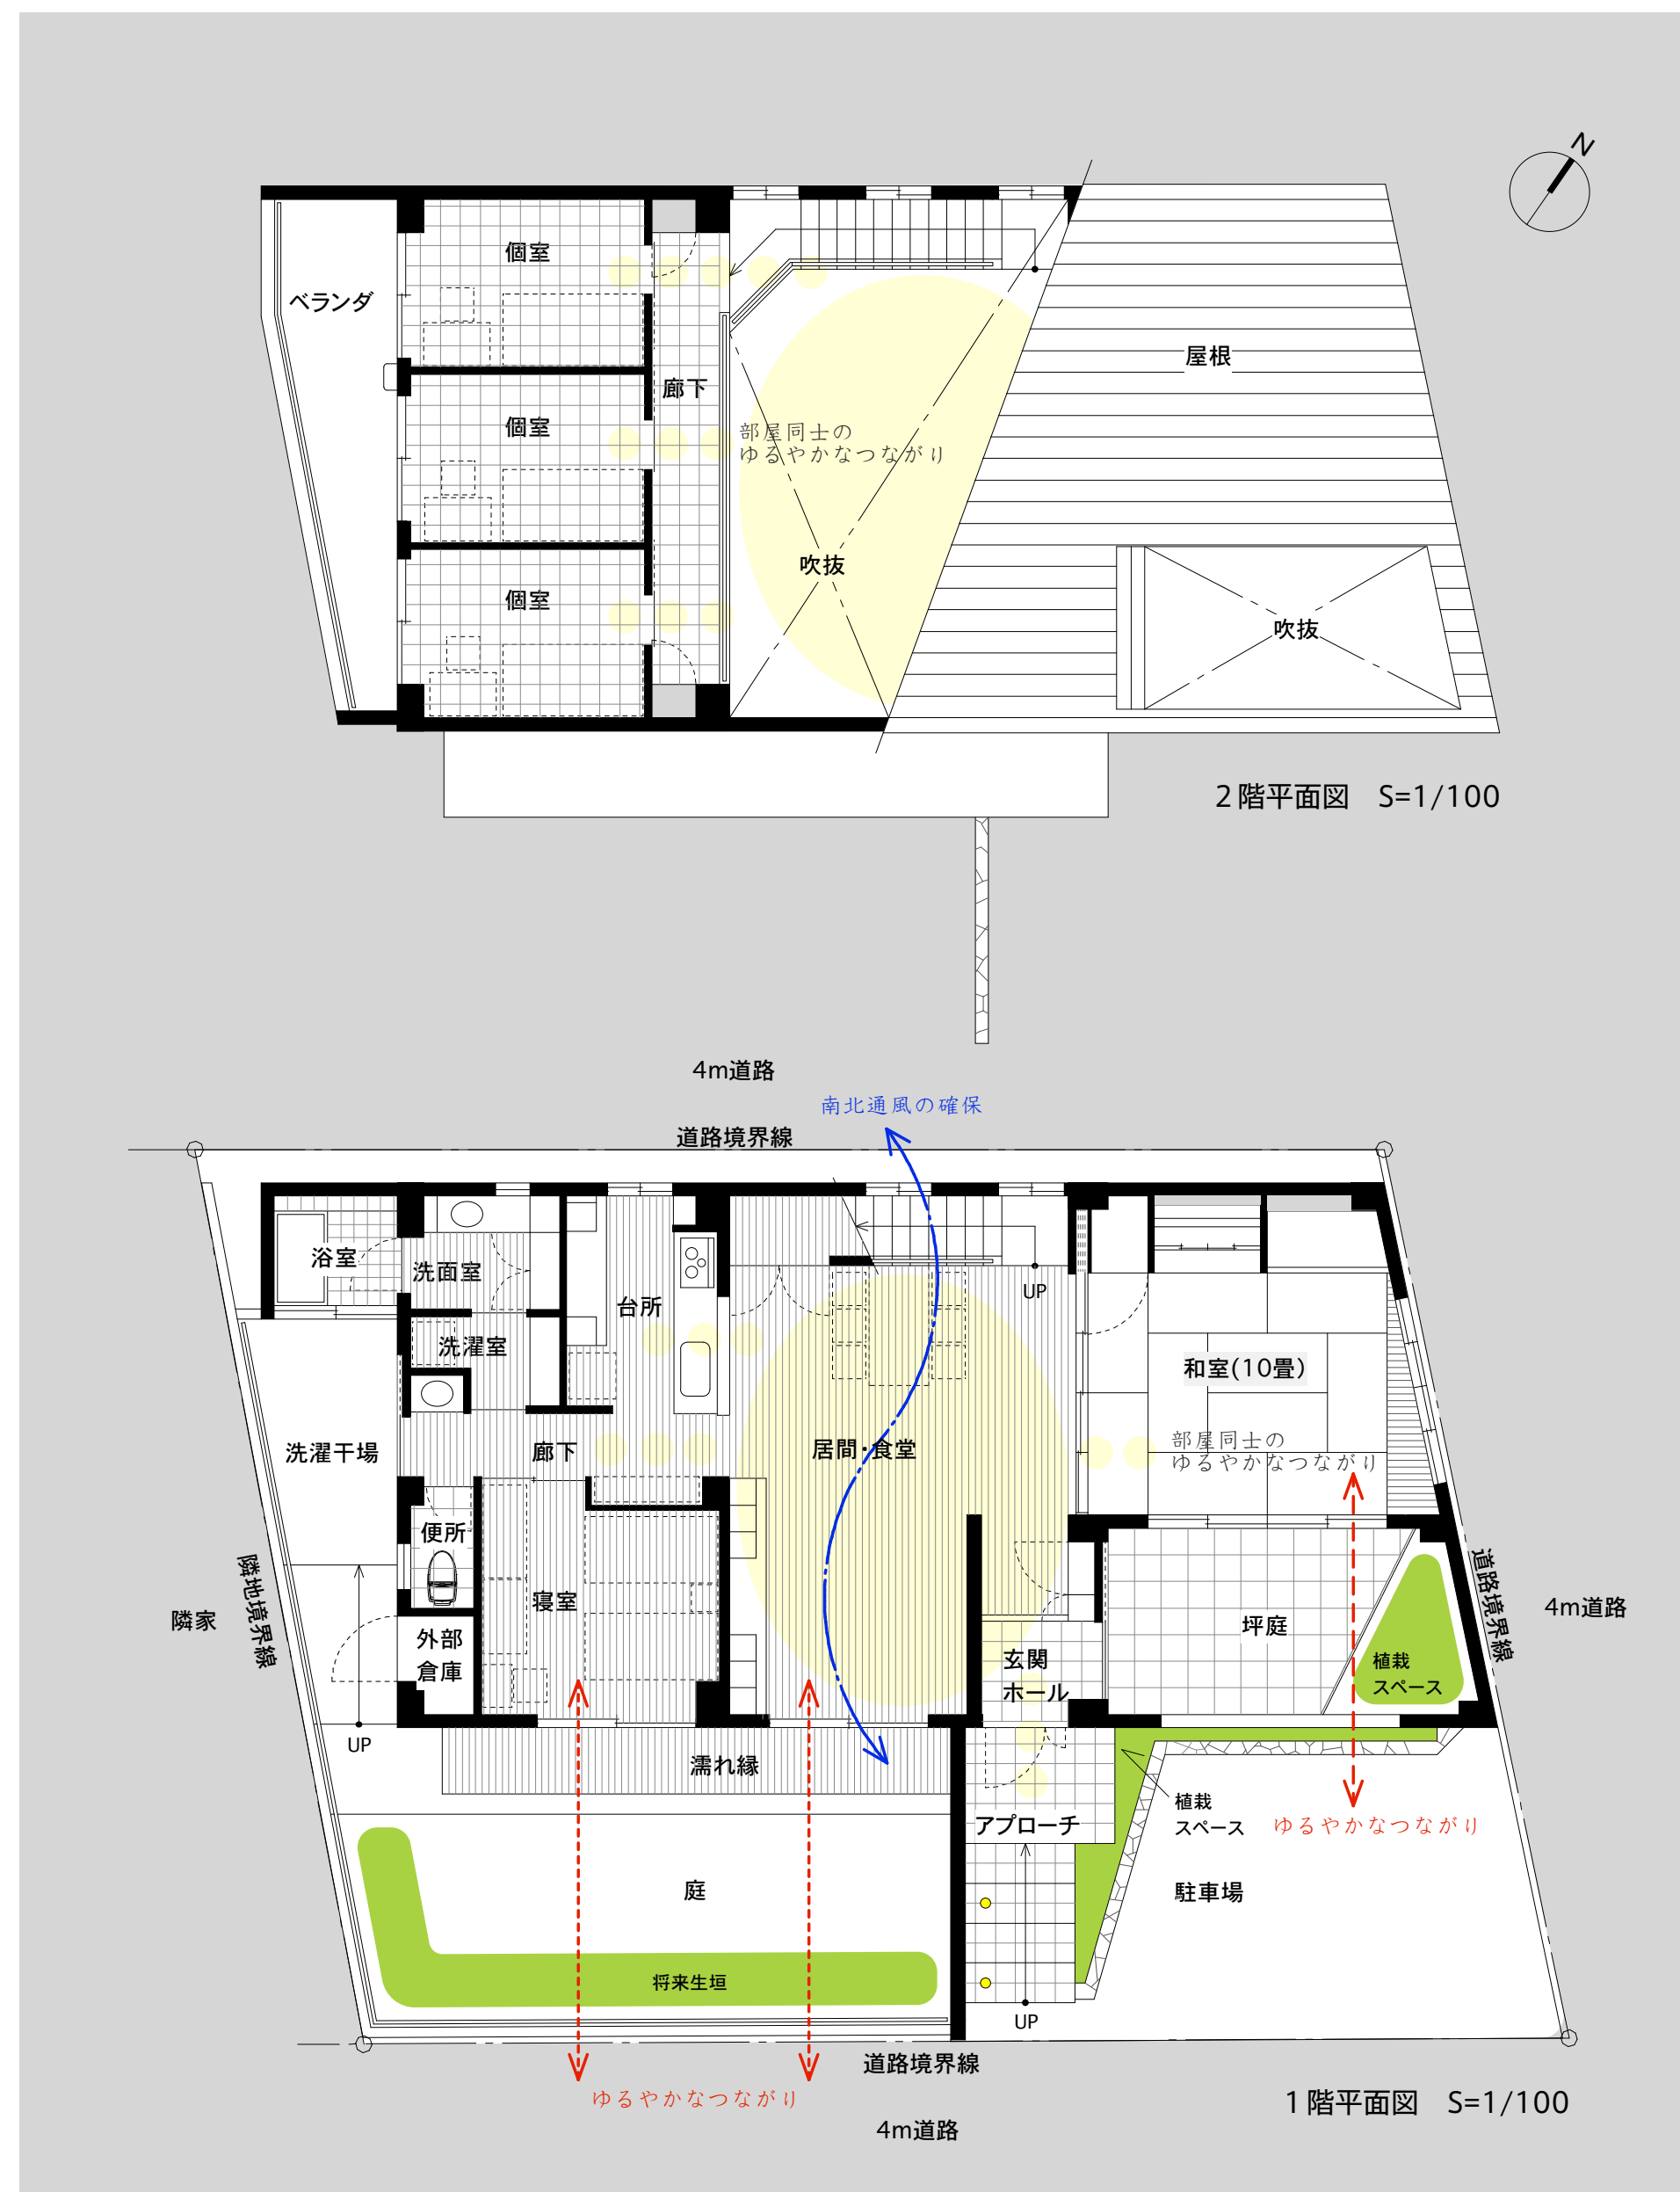 N
個室
ベランダ
屋根
廊下
個室
部屋同士の
ゆるやかなつながり
吹抜
個室
吹抜
2階平面図　S=1/100
4m道路
南北通風の確保
道路境界線
浴室
洗面室
台所
UP
洗濯室
和室(10畳)
洗濯干場
廊下
居間・食堂
部屋同士の
ゆるやかなつながり
便所
寝室
隣家
隣地境界線
外部
倉庫
坪庭
道路境界線
4m道路
玄関
ホール
植栽
スペース
UP
濡れ縁
アプローチ
植栽
スペース
ゆるやかなつながり
庭
駐車場
将来生垣
UP
道路境界線
ゆるやかなつながり
1階平面図　S=1/100
4m道路